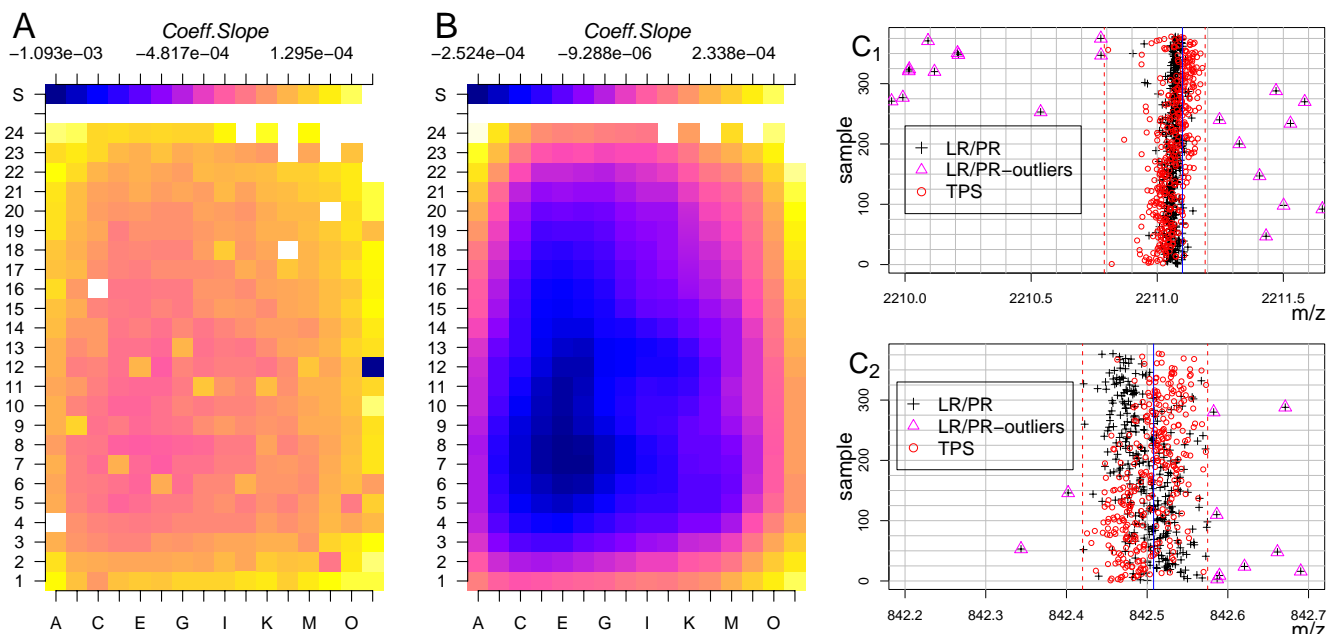 A
Coeff.Slope
−1.093e−03 −4.817e−04 1.295e−04
S
24
23
22
21
20
19
18
17
16
15
14
13
12
11
10
9
8
7
6
5
4
3
2
1
A C E G I K M O
B
Coeff.Slope
−2.524e−04 −9.288e−06 2.338e−04
S
24
23
22
21
20
19
18
17
16
15
14
13
12
11
10
9
8
7
6
5
4
3
2
1
A C E G I K M O
C1
sample
300
200
100
0
LR/PR
LR/PR−outliers
TPS
2210.0 2210.5 2211.0 2211.5
m/z
C2
sample
300
200
100
0
LR/PR
LR/PR−outliers
TPS
842.2 842.3 842.4 842.5 842.6 842.7
m/z